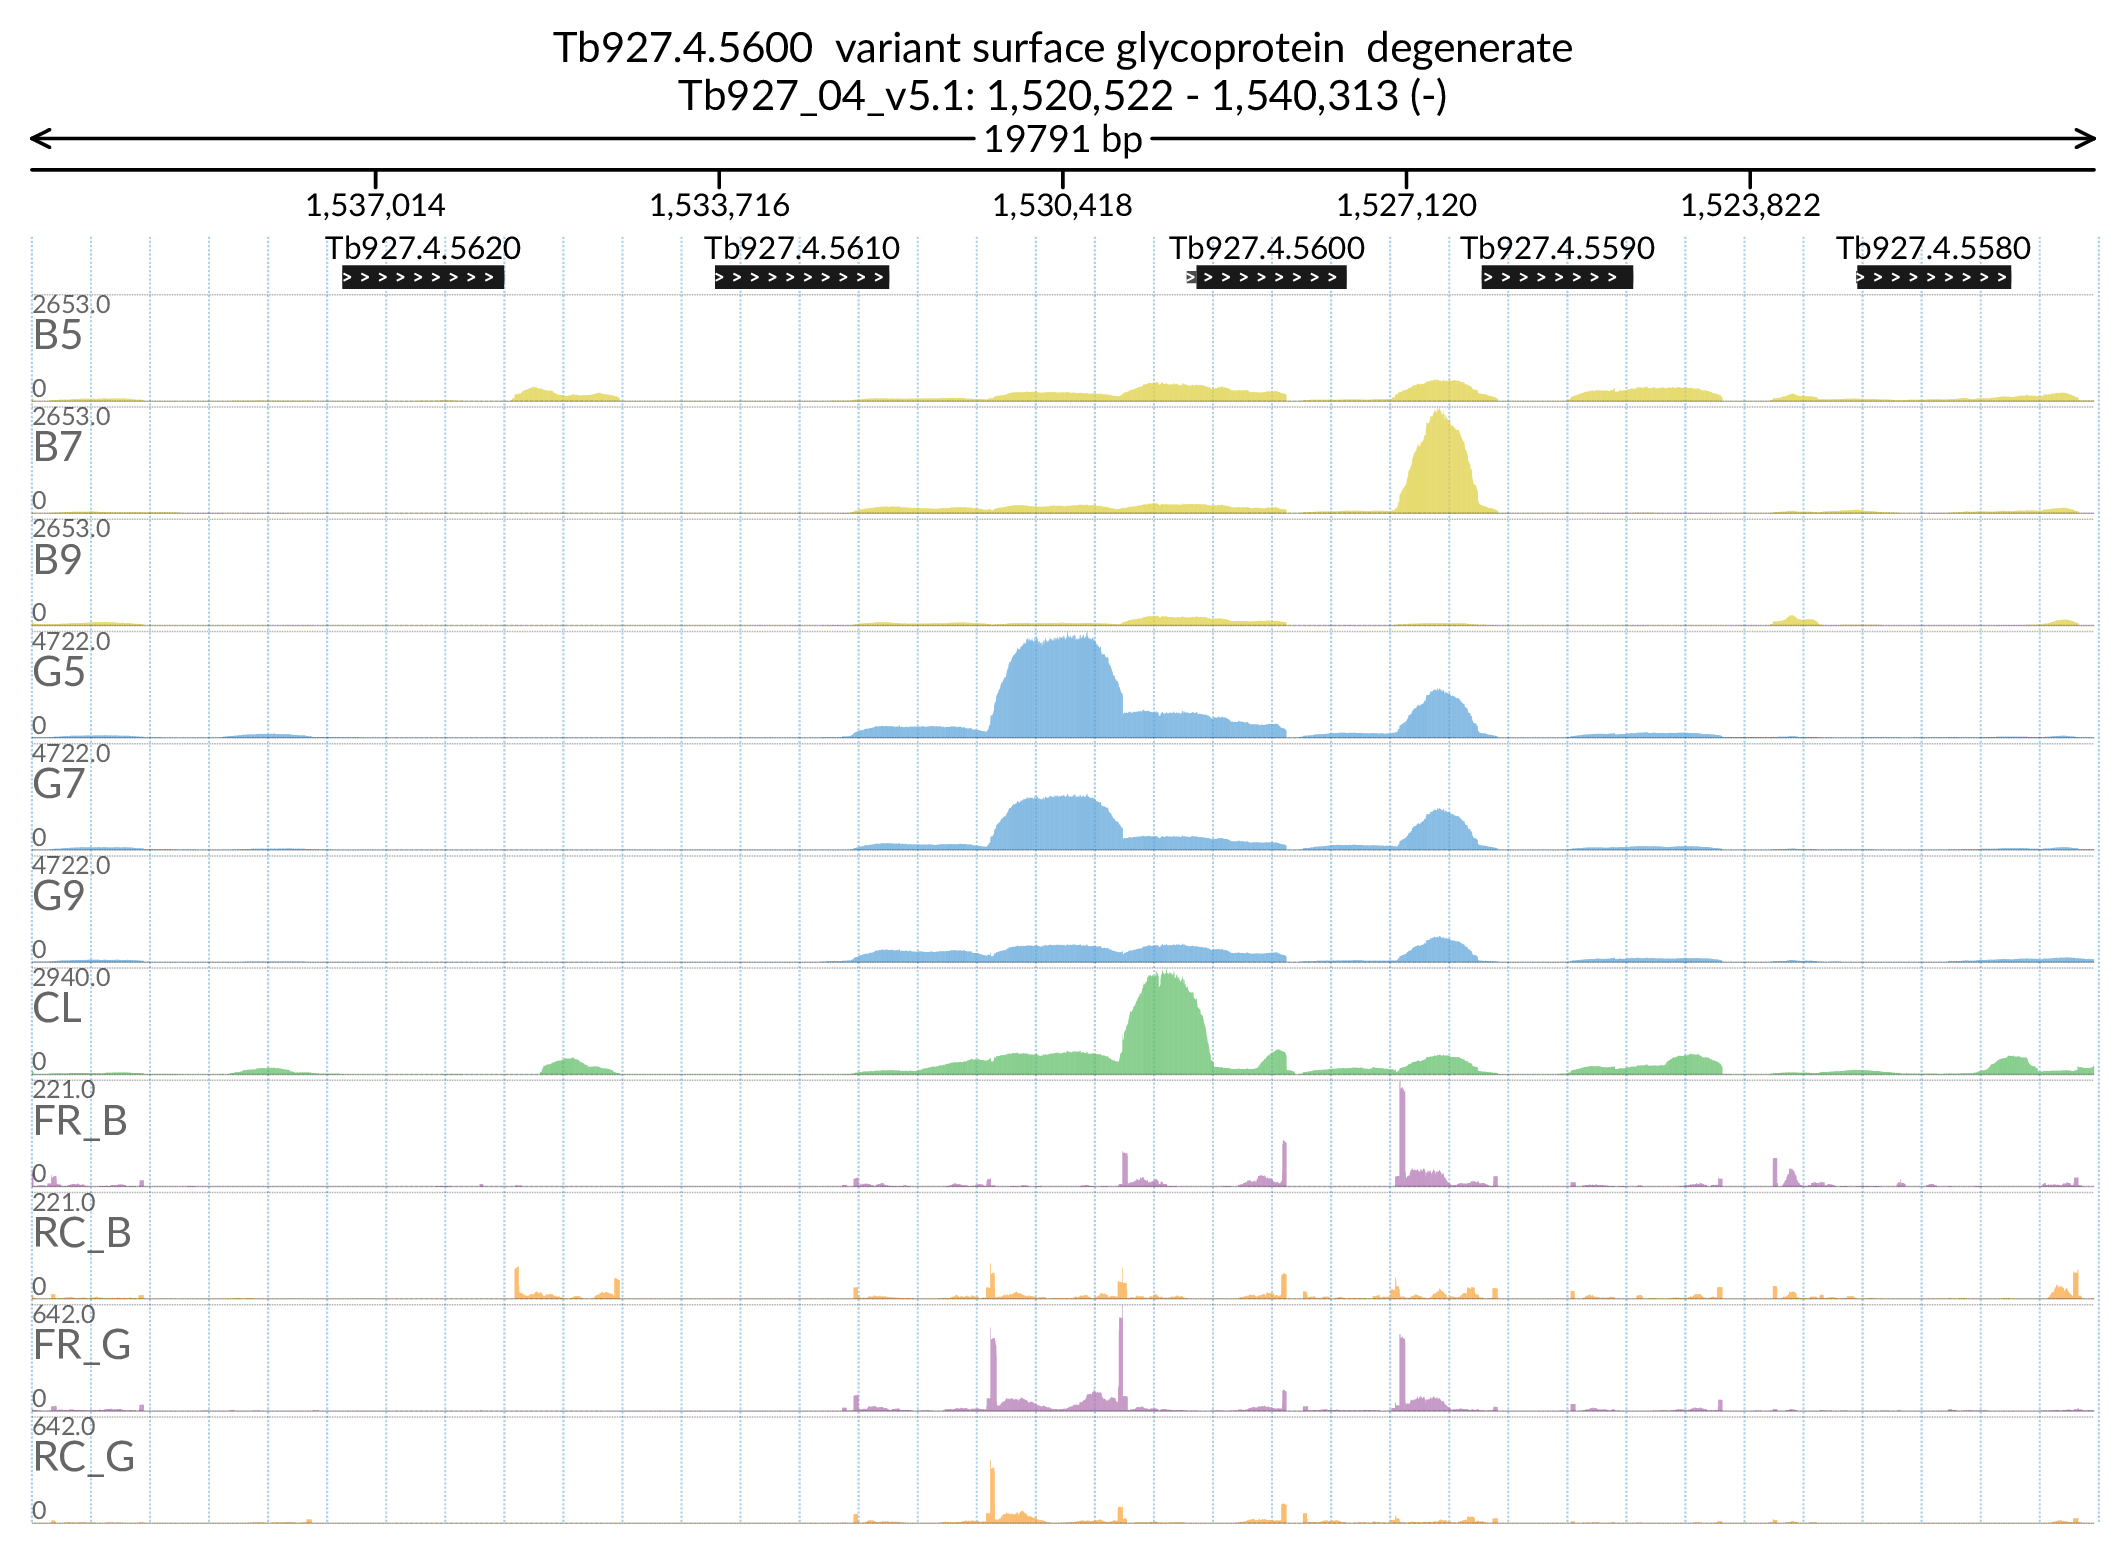 Tb927.4.5600  variant surface glycoprotein  degenerate
Tb927_04_v5.1: 1,520,522 - 1,540,313 (-)
19791 bp
1,537,014 1,533,716 1,530,418 1,527,120 1,523,822
Tb927.4.5620 Tb927.4.5610 Tb927.4.5600 Tb927.4.5590 Tb927.4.5580
2653.0
B5
0
2653.0
B7
0
2653.0
B9
0
4722.0
G5
0
4722.0
G7
0
4722.0
G9
0
2940.0
CL
0
221.0
FR_B
0
221.0
RC_B
0
642.0
FR_G
0
642.0
RC_G
0